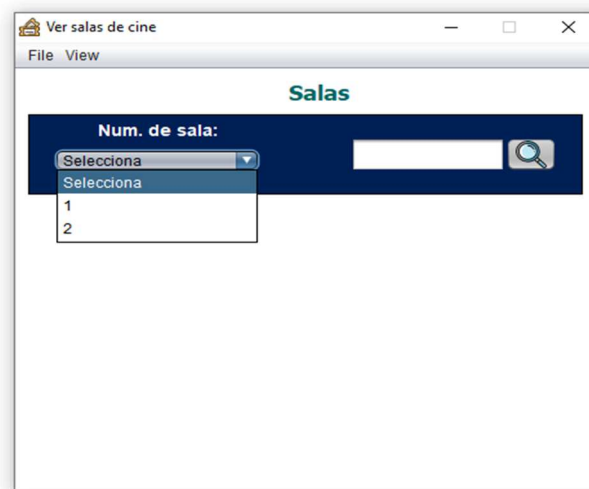 Ver salas de cine
File View
Salas
Num. de sala:
Selecciona
Selecciona
1
2